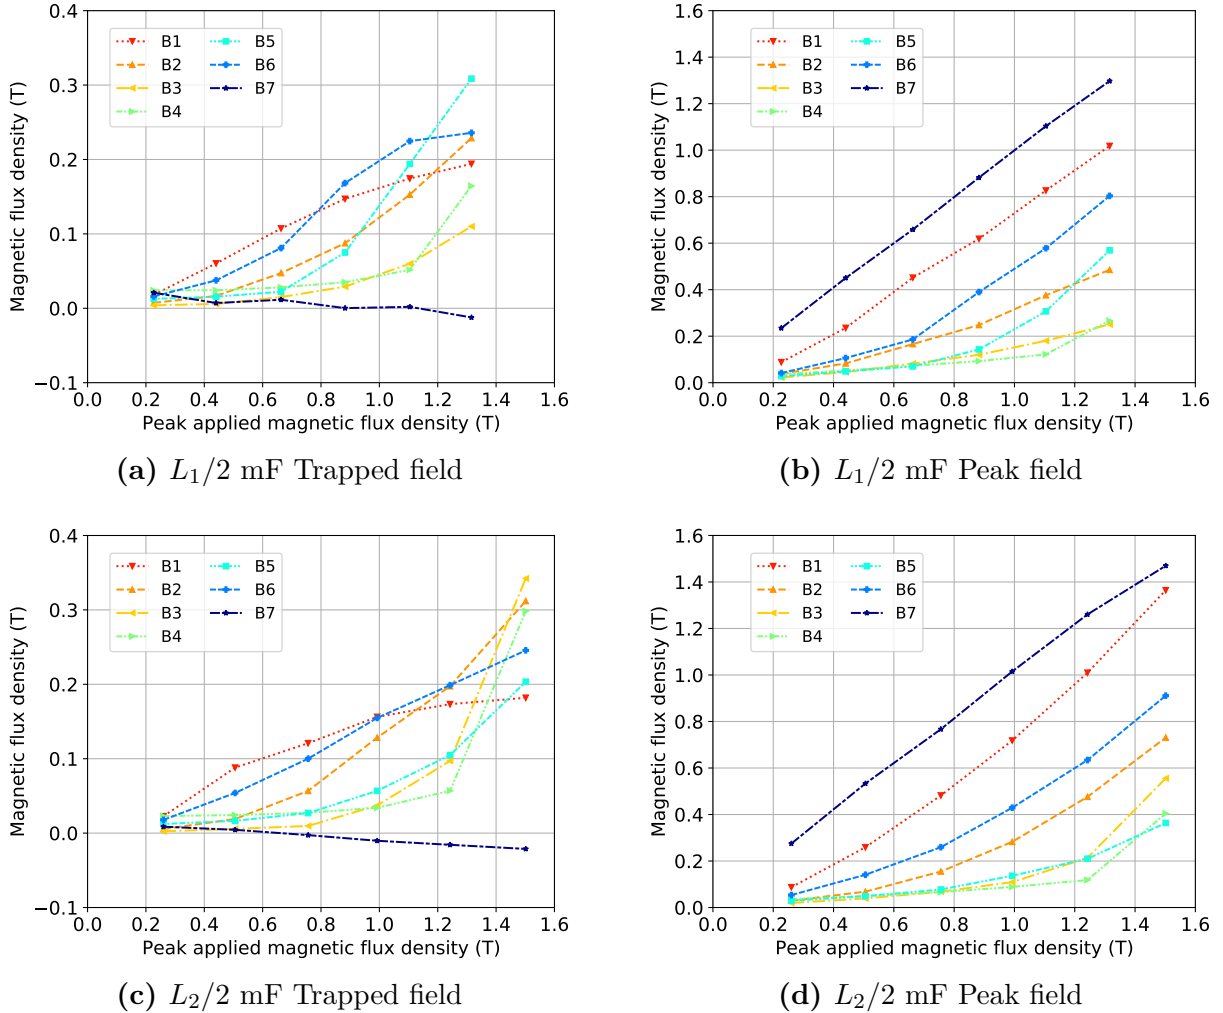 0.4
0.3
0.2
0.1
0.0
−0.1
Magnetic flux density (T)
B1 B5
B2 B6
B3 B7
B4
0.0 0.2 0.4 0.6 0.8 1.0 1.2 1.4 1.6
Peak applied magnetic flux density (T)
(a) L₁/2 mF Trapped field
1.6
1.4
1.2
1.0
0.8
0.6
0.4
0.2
0.0
Magnetic flux density (T)
B1 B5
B2 B6
B3 B7
B4
0.0 0.2 0.4 0.6 0.8 1.0 1.2 1.4 1.6
Peak applied magnetic flux density (T)
(b) L₁/2 mF Peak field
0.4
0.3
0.2
0.1
0.0
−0.1
Magnetic flux density (T)
B1 B5
B2 B6
B3 B7
B4
0.0 0.2 0.4 0.6 0.8 1.0 1.2 1.4 1.6
Peak applied magnetic flux density (T)
(c) L₂/2 mF Trapped field
1.6
1.4
1.2
1.0
0.8
0.6
0.4
0.2
0.0
Magnetic flux density (T)
B1 B5
B2 B6
B3 B7
B4
0.0 0.2 0.4 0.6 0.8 1.0 1.2 1.4 1.6
Peak applied magnetic flux density (T)
(d) L₂/2 mF Peak field